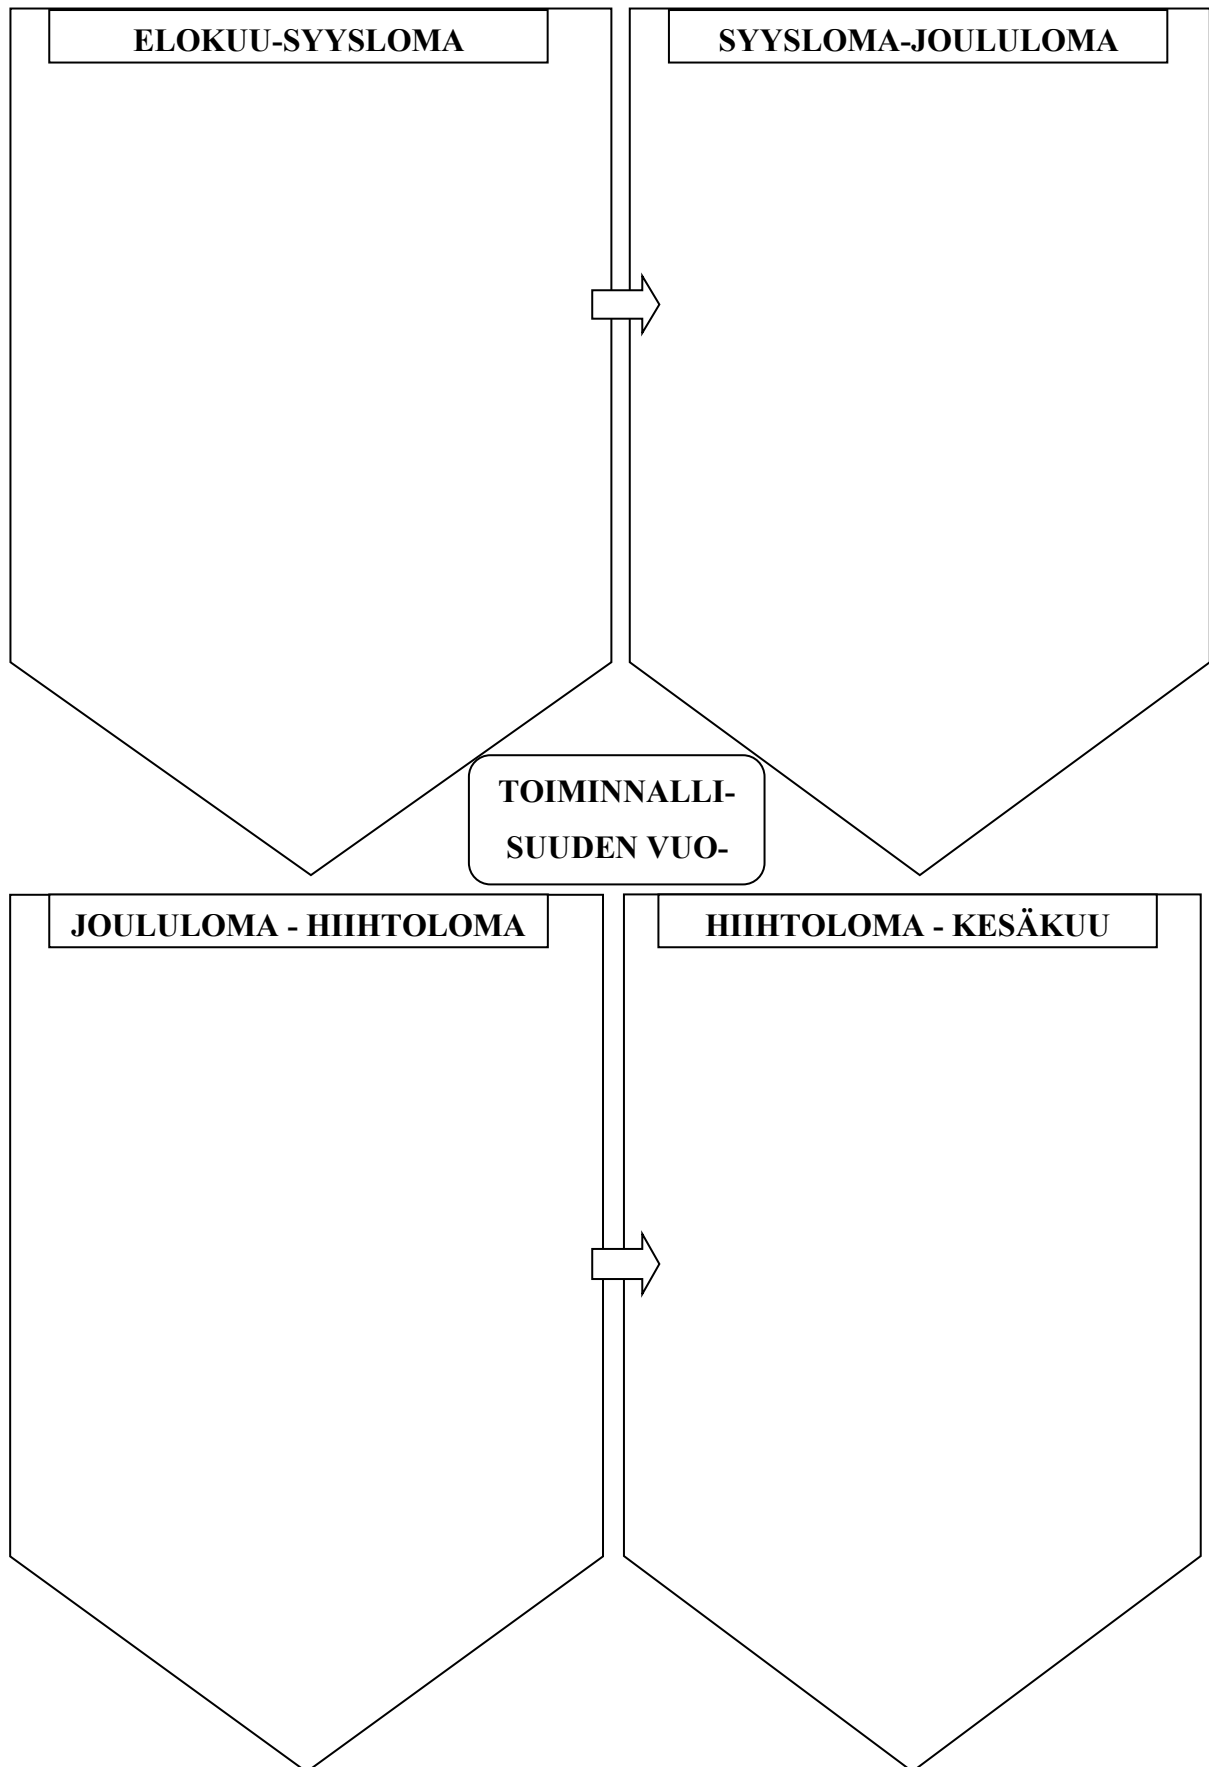 ELOKUU-SYYSLOMA
SYYSLOMA-JOULULOMA
TOIMINNALLI-
SUUDEN VUO-
JOULULOMA - HIIHTOLOMA
HIIHTOLOMA - KESÄKUU